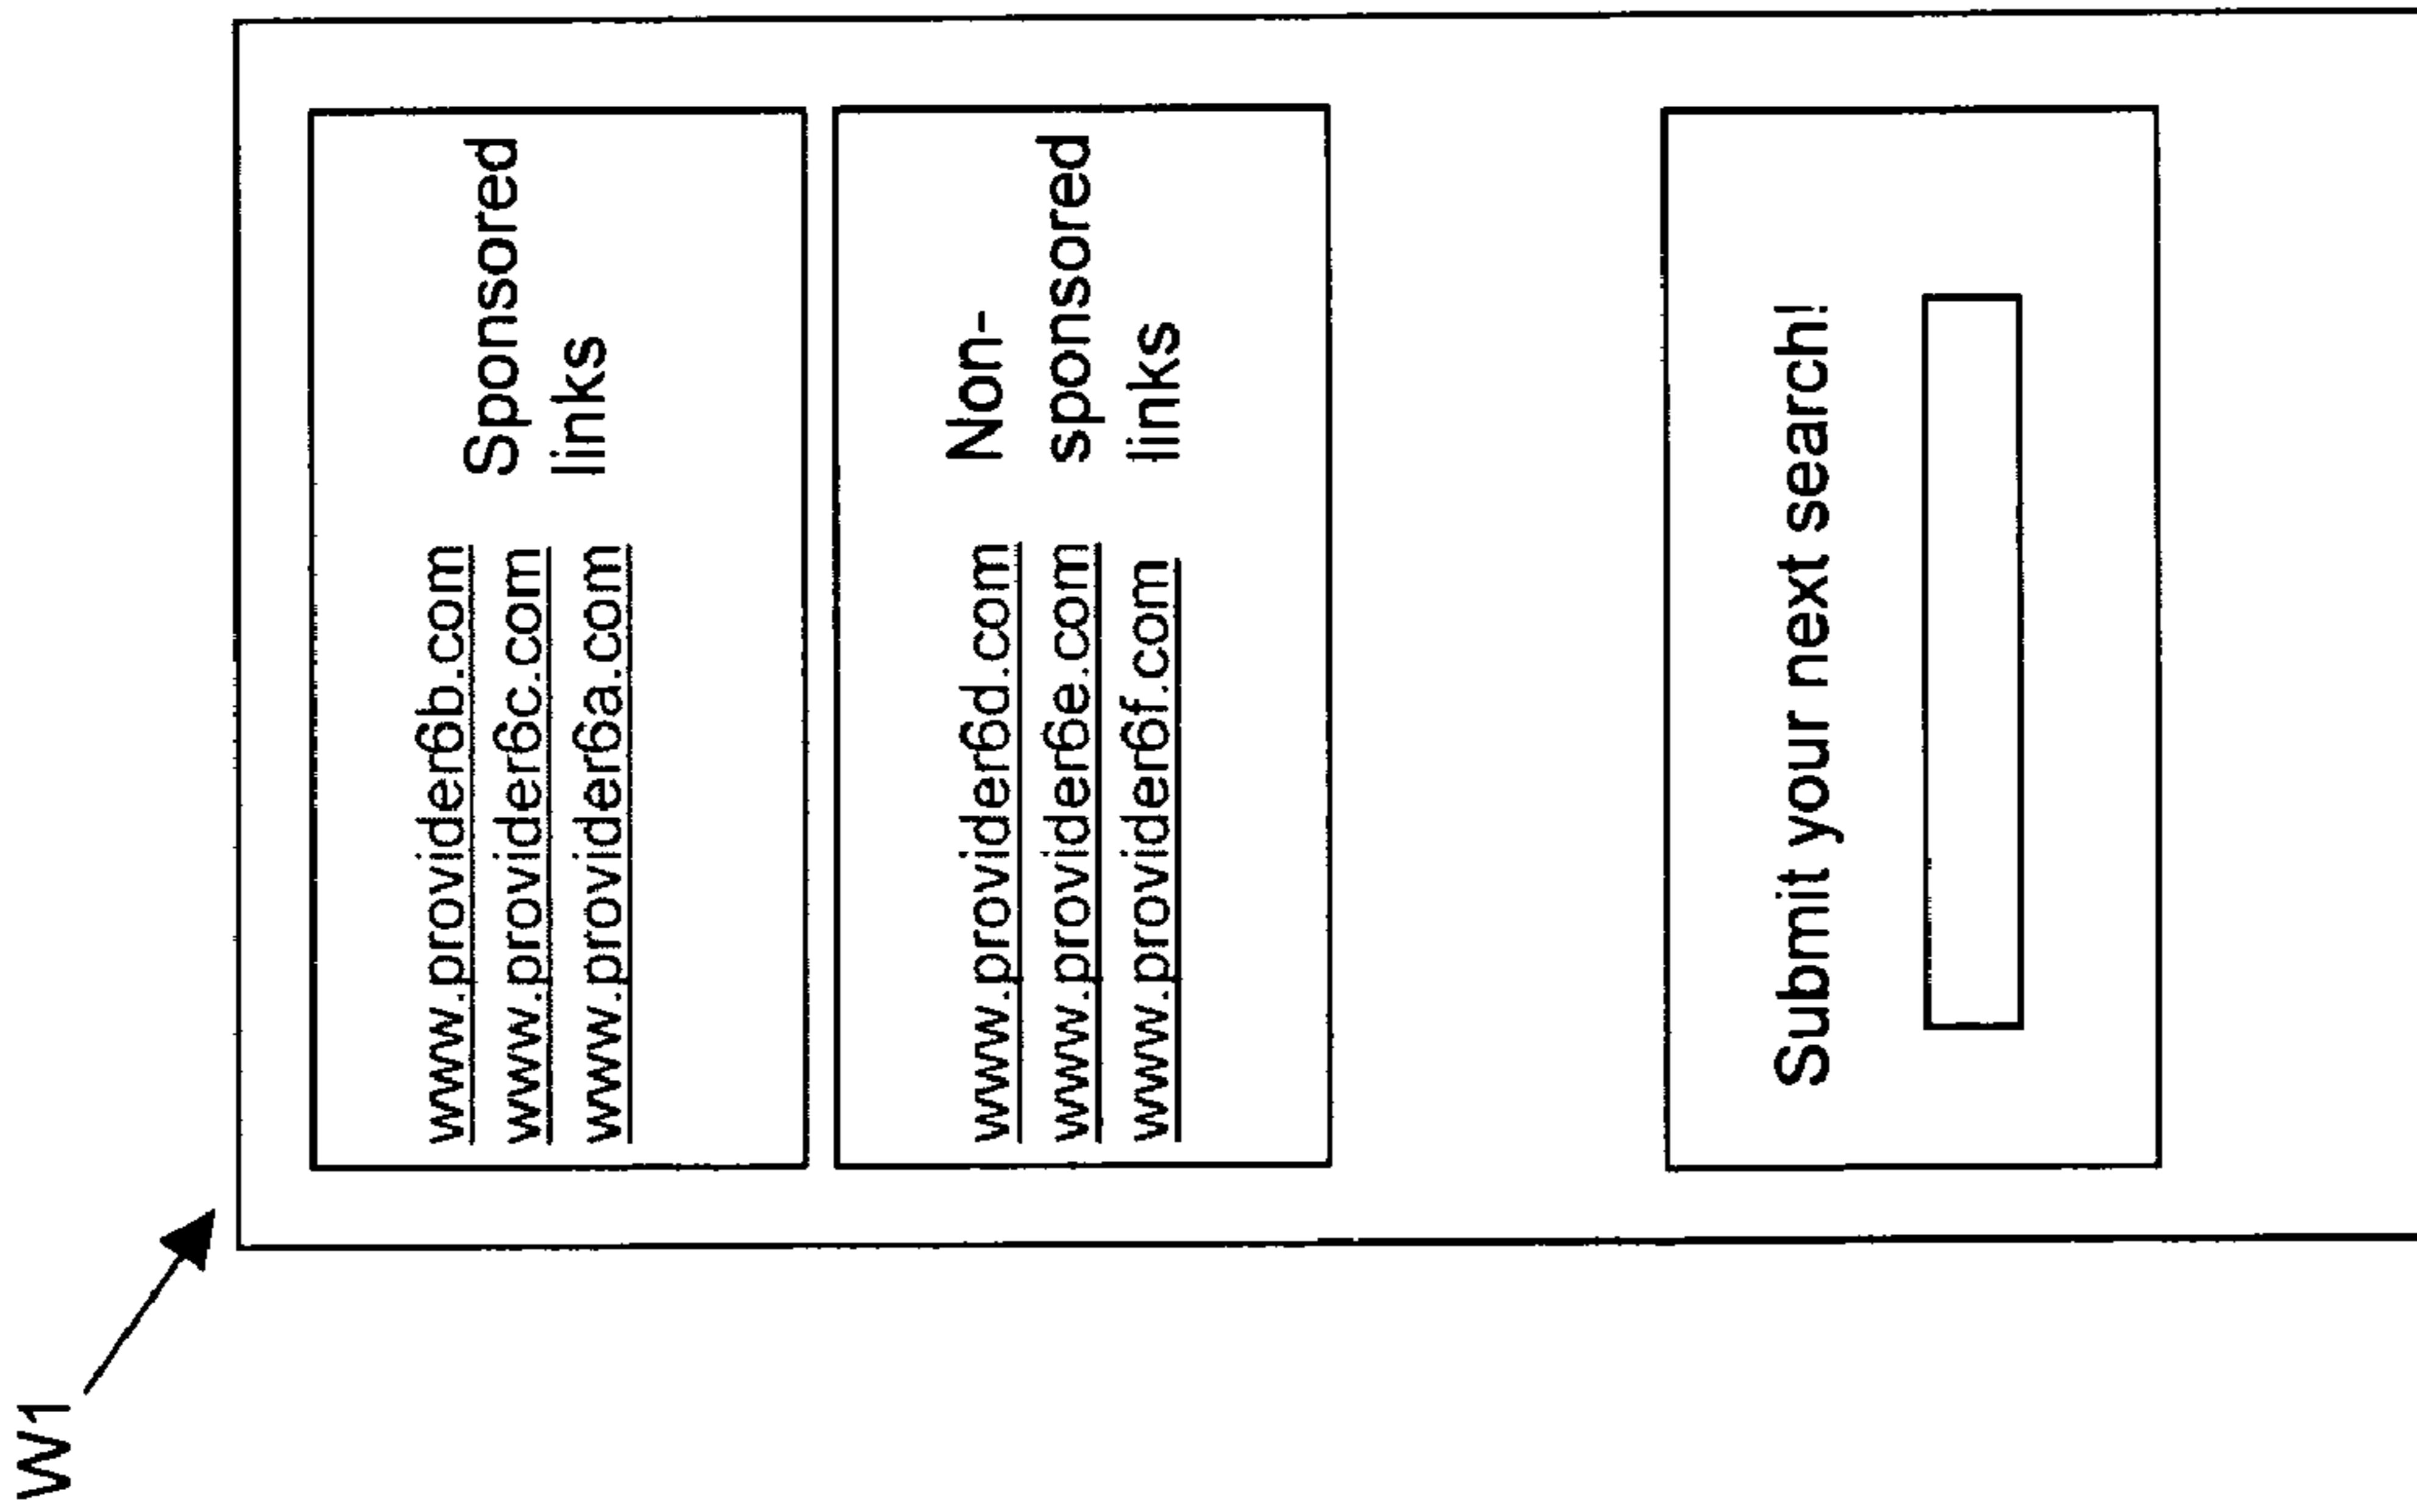 W1
www.provider6b.com
www.provider6c.com
www.provider6a.com
Sponsored
links
www.provider6d.com
www.provider6e.com
www.provider6f.com
Non-
sponsored
links
Submit your next search!